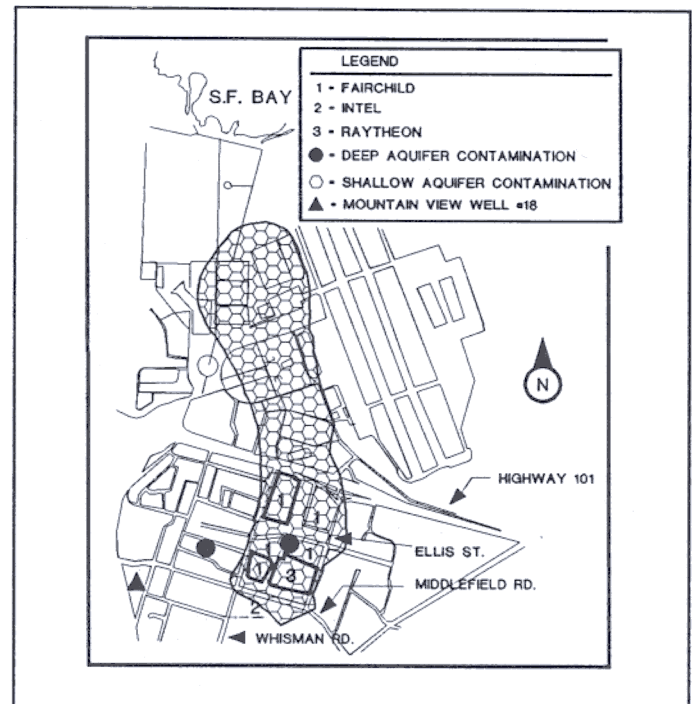 LEGEND
1 - FAIRCHILD
2 - INTEL
3 - RAYTHEON
- DEEP AQUIFER CONTAMINATION
- SHALLOW AQUIFER CONTAMINATION
- MOUNTAIN VIEW WELL #18
S.F. BAY
N
HIGHWAY 101
1
1
ELLIS ST.
1
1
1
3
MIDDLEFIELD RD.
2
WHISMAN RD.